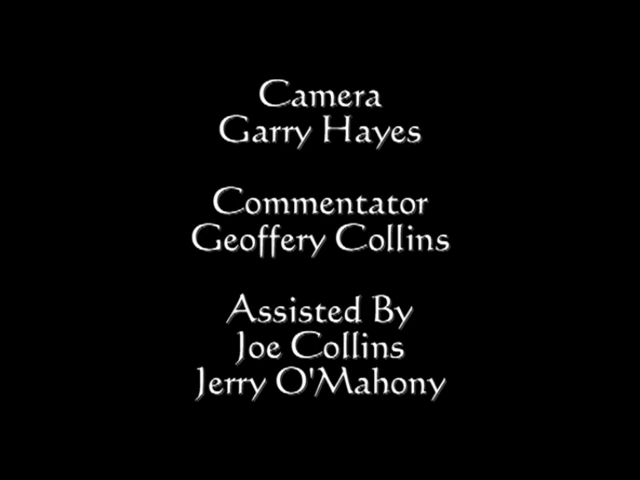 Camera
Garry Hayes
Commentator
Geoffery Collins
Assisted By
Joe Collins
Jerry O'Mahony